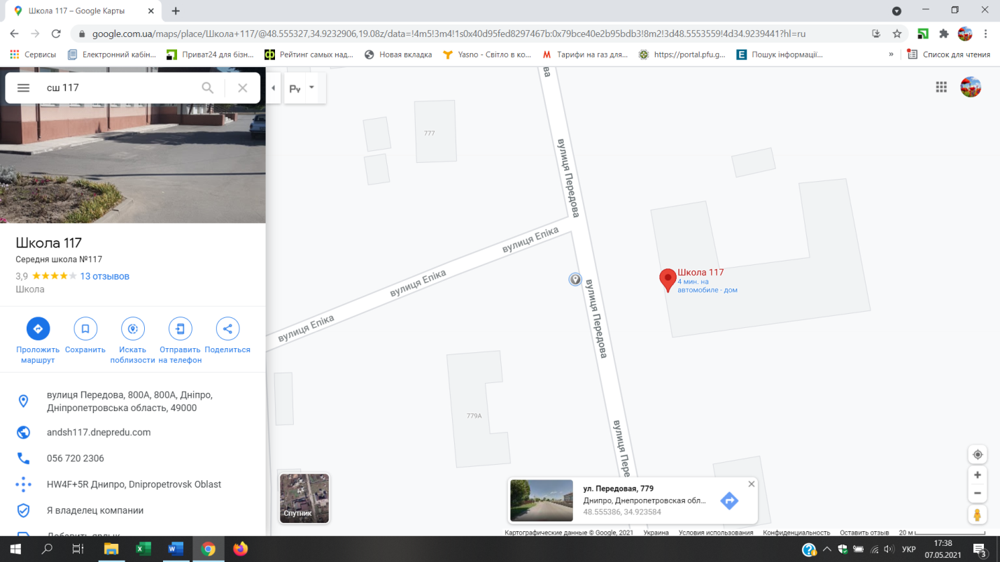 Школа 117 – Google Карты
google.com.ua/maps/place/Школа+117/@48.555327,34.9232906,19.08z/data=!4m5!3m4!1s0x40d95fed8297467b:0x79bce40e2b95bdb3!8m2!3d48.5553559!4d34.9239441?hl=ru
Сервисы
Електронний кабін...
Приват24 для бізн...
Рейтинг самых над...
Новая вкладка
Yasno - Світло в ко...
Тарифи на газ для...
https://portal.pfu.g...
Пошук інформації...
»
Список для чтения
сш 117
Ру
Школа 117
Середня школа №117
3,9
13 отзывов
Школа
Проложить
маршрут
Сохранить
Искать
поблизости
Отправить
на телефон
Поделиться
вулиця Передова, 800А, 800А, Дніпро,
Дніпропетровська область, 49000
andsh117.dnepredu.com
056 720 2306
HW4F+5R Днипро, Dnipropetrovsk Oblast
Я владелец компании
Добавить ярлык
ва
777
вулиця Передова
вулиця Епіка
вулиця Епіка
вулиця Епіка
вулиця Передова
Школа 117
4 мин. на
автомобиле - дом
779А
вулиця Пере
Спутник
ул. Передовая, 779
Днипро, Днепропетровская обл...
48.555386, 34.923584
Картографические данные © Google, 2021
Украина
Условия использования
Конфиденциальность
Оставить отзыв
20 м
УКР
17:38
07.05.2021
3